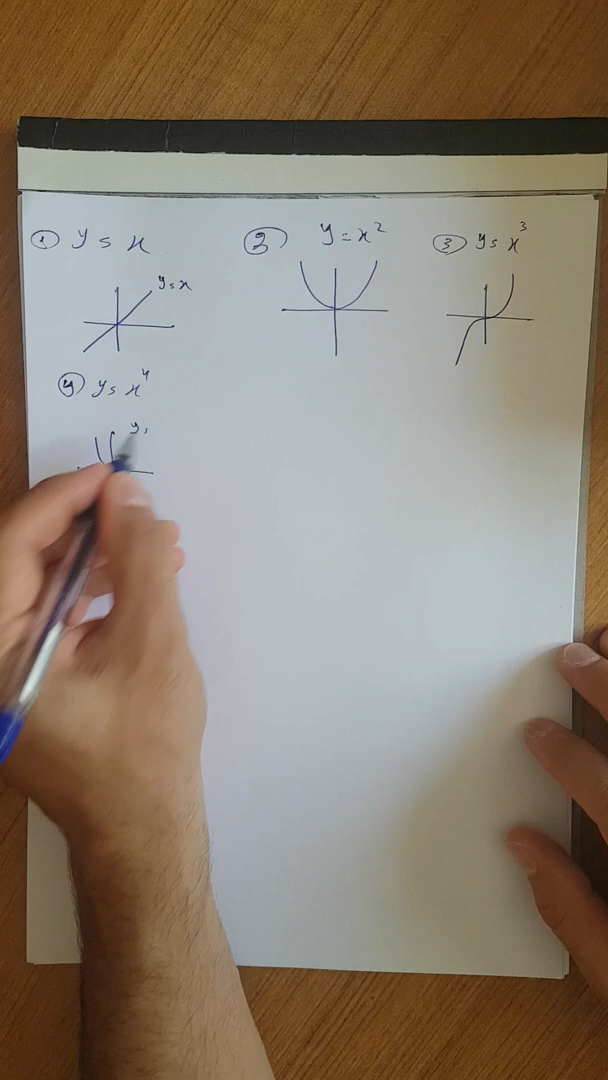 ① y = x ② y = x² ③ y = x³
y = x
④ y = x⁴
y =